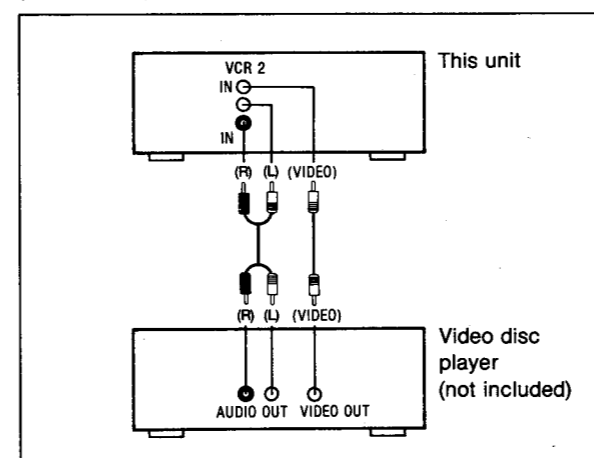 This unit
VCR 2
IN
IN
(R) (L) (VIDEO)
(R) (L) (VIDEO)
Video disc
player
(not included)
AUDIO OUT VIDEO OUT